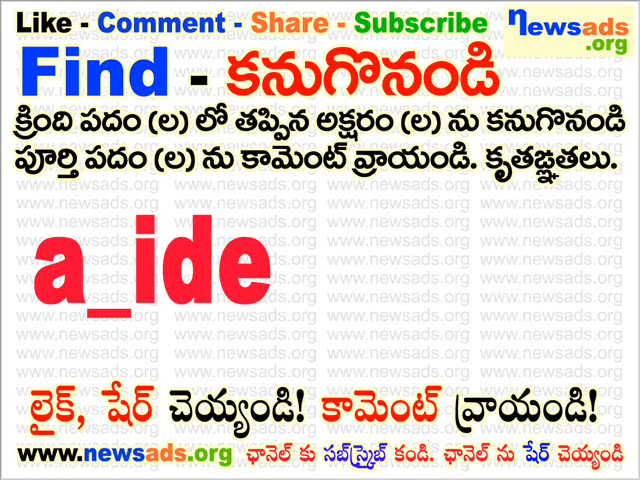 Like - Comment - Share - Subscribe
newsads
.org
Find - కనుగొనండి
క్రింది పదం (ల) లో తప్పిన అక్షరం (ల) ను కనుగొనండి
పూర్తి పదం (ల) ను కామెంట్ వ్రాయండి. కృతఙ్ఞతలు.
a_ide
లైక్, షేర్ చెయ్యండి! కామెంట్ వ్రాయండి!
www.newsads.org ఛానెల్ కు సబ్‌స్క్రైబ్ కండి. ఛానెల్ ను షేర్ చెయ్యండి